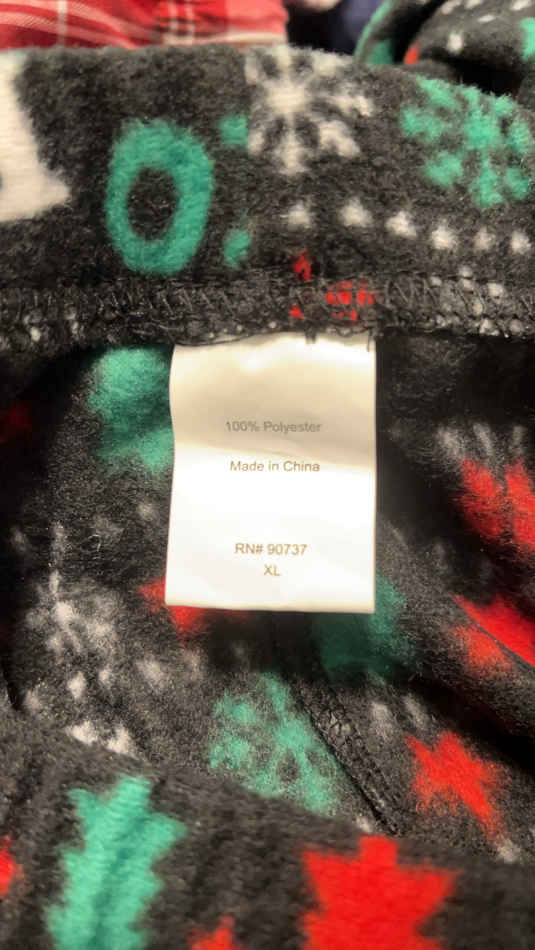 O
100% Polyester
Made in China
RN# 90737
XL